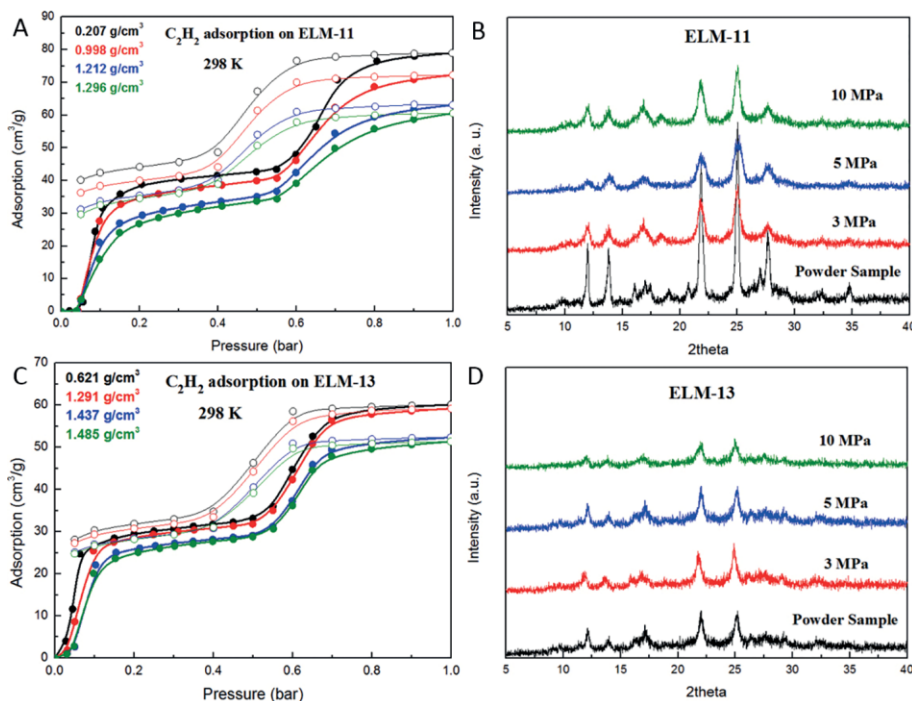 A
0.207 g/cm³
0.998 g/cm³
1.212 g/cm³
1.296 g/cm³
C₂H₂ adsorption on ELM-11
298 K
Adsorption (cm³/g)
90
80
70
60
50
40
30
20
10
0
0.0 0.2 0.4 0.6 0.8 1.0
Pressure (bar)
B
ELM-11
10 MPa
5 MPa
3 MPa
Powder Sample
Intensity (a. u.)
5 10 15 20 25 30 35 40
2theta
C
0.621 g/cm³
1.291 g/cm³
1.437 g/cm³
1.485 g/cm³
C₂H₂ adsorption on ELM-13
298 K
Adsorption (cm³/g)
70
60
50
40
30
20
10
0
0.0 0.2 0.4 0.6 0.8 1.0
Pressure (bar)
D
ELM-13
10 MPa
5 MPa
3 MPa
Powder Sample
Intensity (a.u.)
5 10 15 20 25 30 35 40
2theta